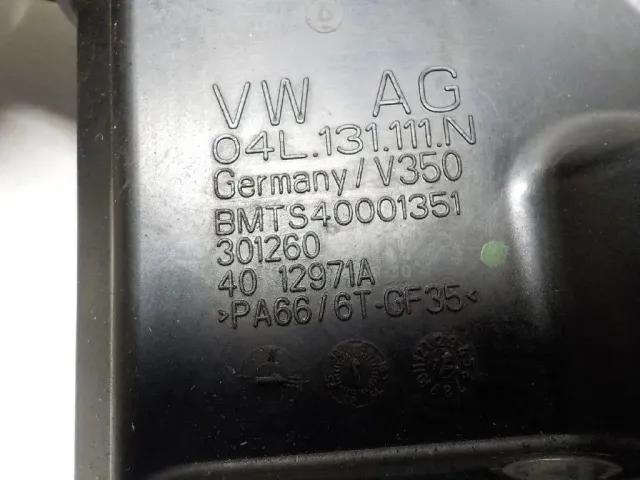 VW AG
04L.131.111.N
Germany/V350
BMTS40001351
301260
40 12971A
>PA66/6T-GF35<